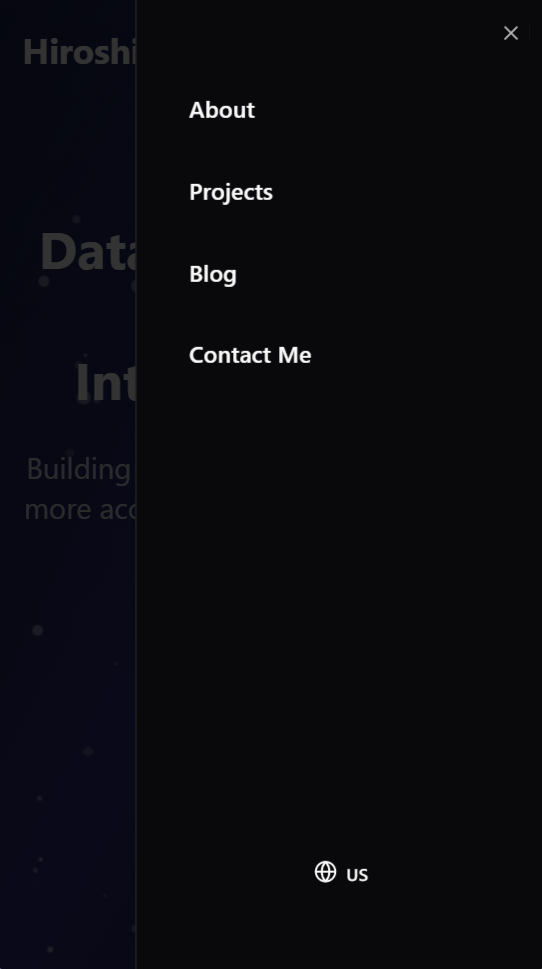 Hiroshi
About
Projects
Data
Blog
Contact Me
Int
Building
more acc
US